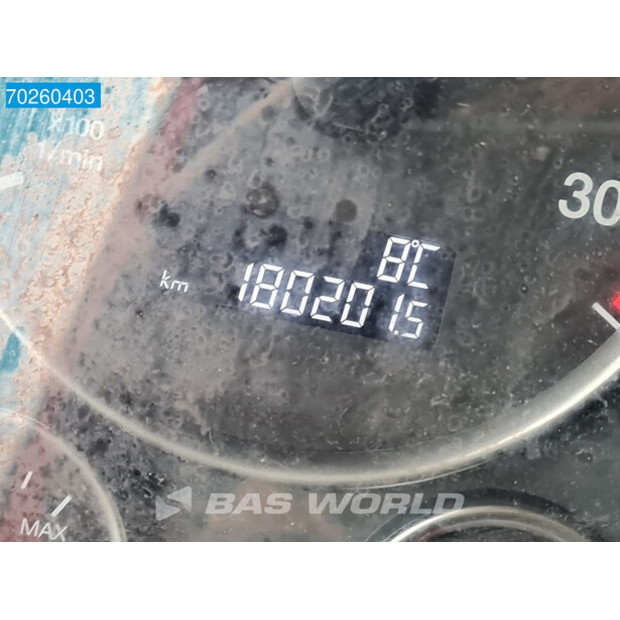 70260403
x100
1/min
30
8°C
km 180201.5
MAX
BAS WORLD